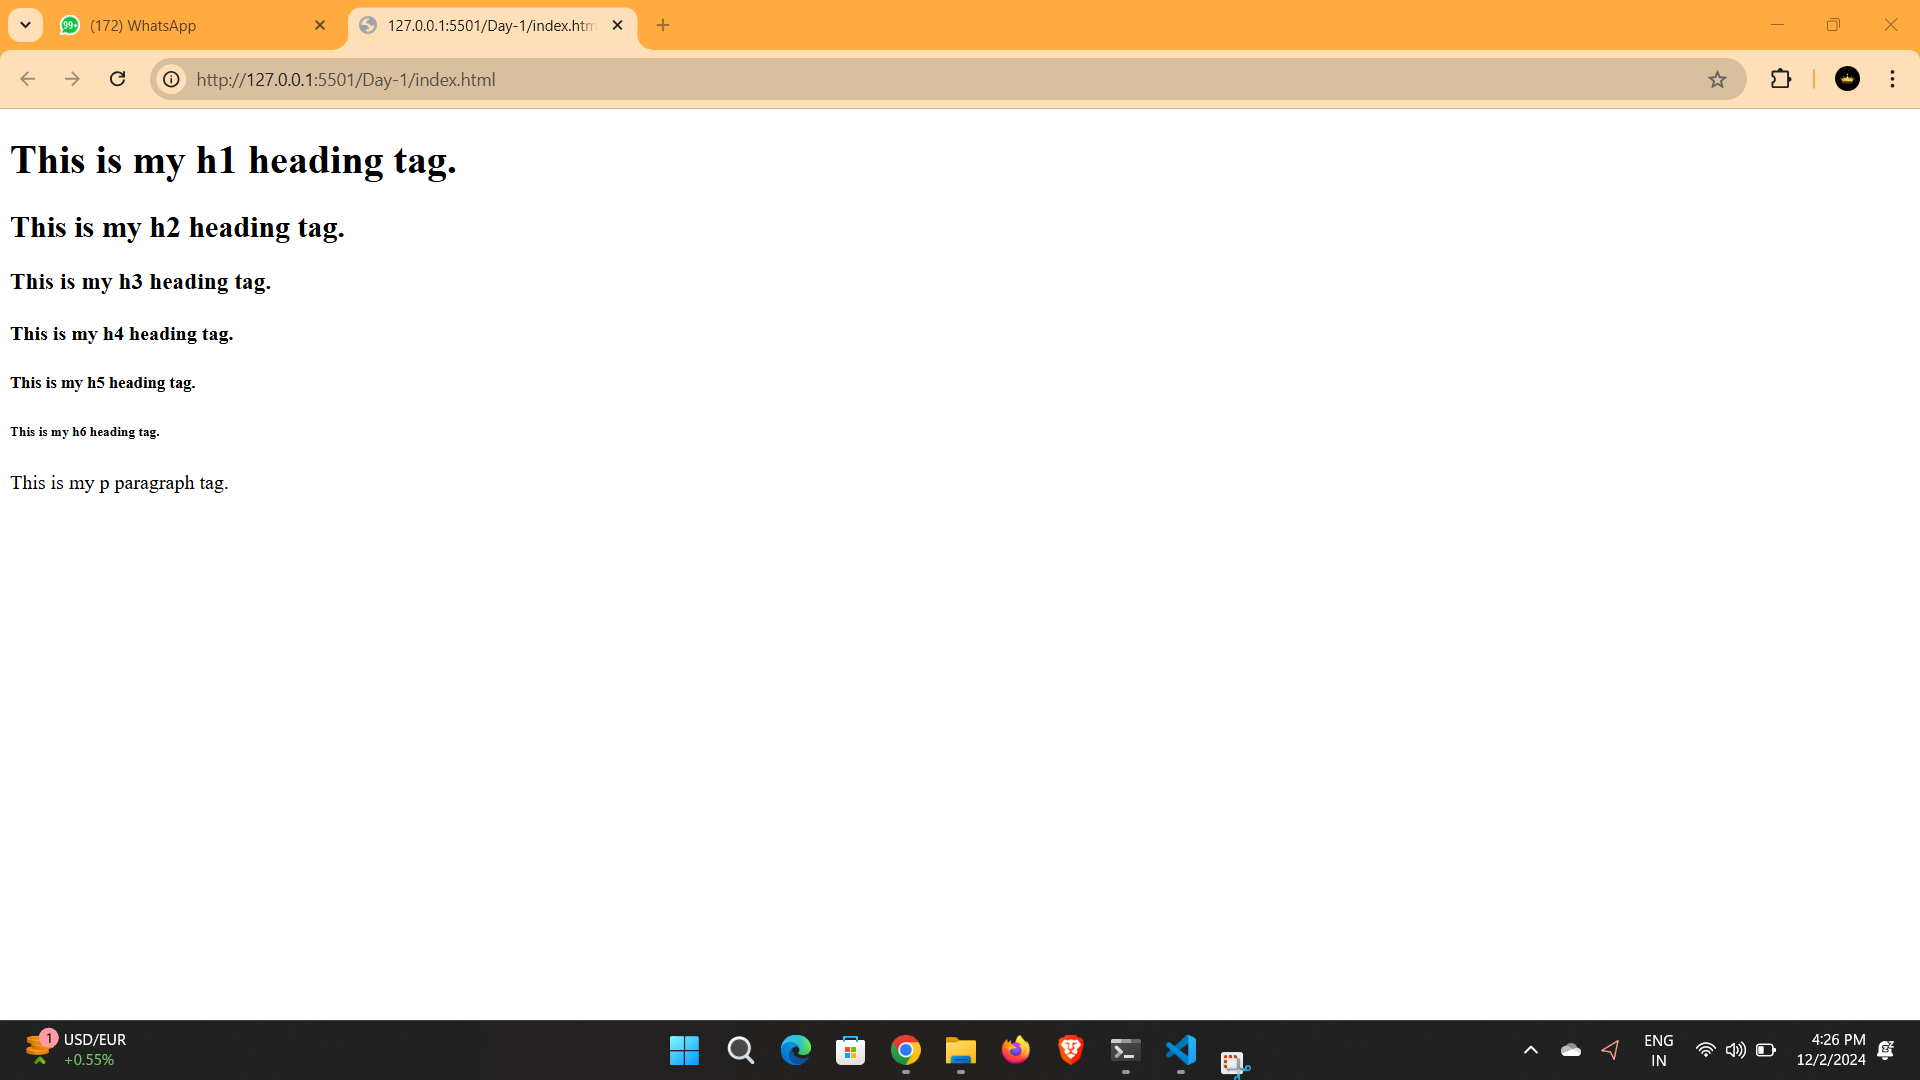 99+
(172) WhatsApp
127.0.0.1:5501/Day-1/index.htm
http://127.0.0.1:5501/Day-1/index.html
This is my h1 heading tag.
This is my h2 heading tag.
This is my h3 heading tag.
This is my h4 heading tag.
This is my h5 heading tag.
This is my h6 heading tag.
This is my p paragraph tag.
1
USD/EUR
+0.55%
ENG
IN
4:26 PM
12/2/2024